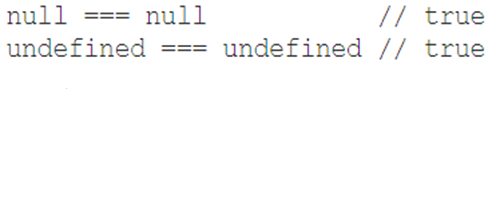 null === null           // true
undefined === undefined // true